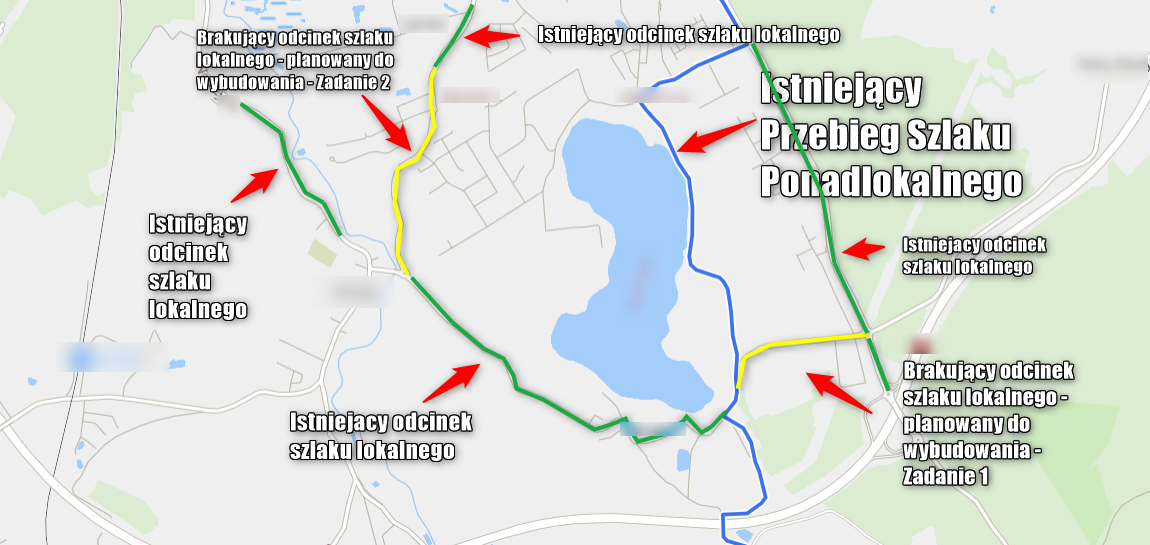 Brakujący odcinek szlaku
lokalnego - planowany do
wybudowania - Zadanie 2
Istniejący odcinek szlaku lokalnego
Istniejący
Przebieg Szlaku
Ponadlokalnego
Istniejący
odcinek
szlaku
lokalnego
Istniejacy odcinek
szlaku lokalnego
Istniejacy odcinek
szlaku lokalnego
Brakujący odcinek
szlaku lokalnego -
planowany do
wybudowania -
Zadanie 1